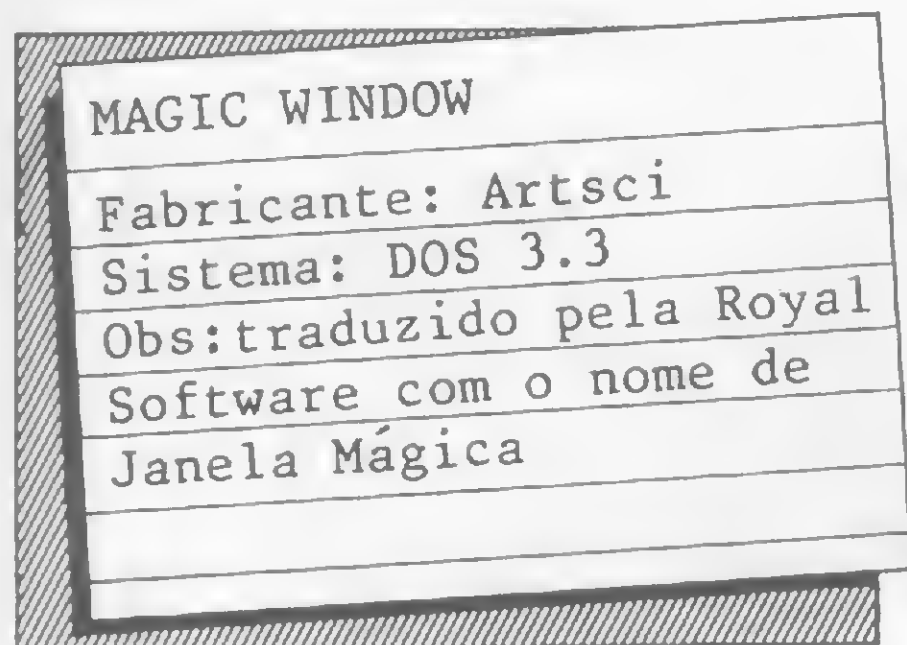 MAGIC WINDOW
Fabricante: Artsci
Sistema: DOS 3.3
Obs:traduzido pela Royal
Software com o nome de
Janela Mágica